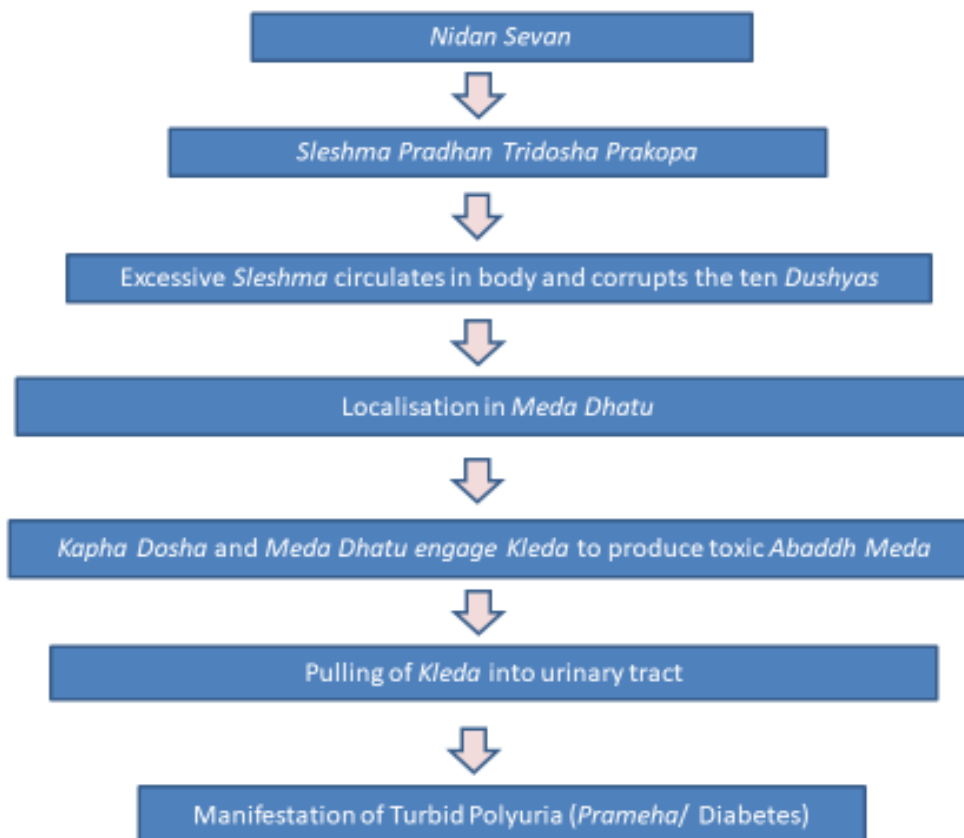 Nidan Sevan
Sleshma Pradhan Tridosha Prakopa
Excessive Sleshma circulates in body and corrupts the ten Dushyas
Localisation in Meda Dhatu
Kapha Dosha and Meda Dhatu engage Kleda to produce toxic Abaddh Meda
Pulling of Kleda into urinary tract
Manifestation of Turbid Polyuria (Prameha/ Diabetes)